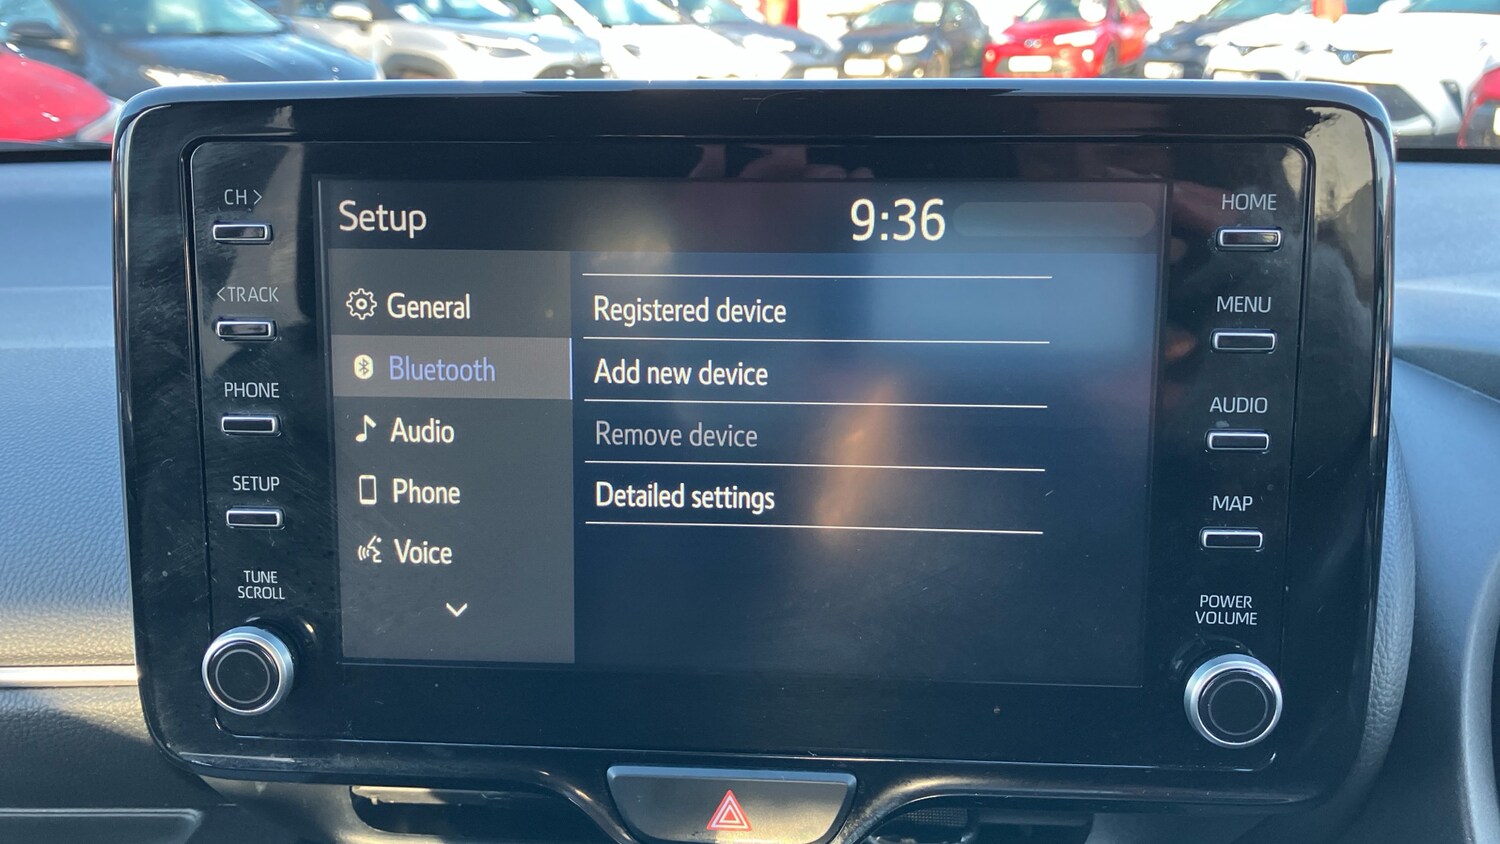 CH >
<TRACK
PHONE
SETUP
TUNE
SCROLL
Setup
9:36
General
Bluetooth
Audio
Phone
Voice
Registered device
Add new device
Remove device
Detailed settings
HOME
MENU
AUDIO
MAP
POWER
VOLUME